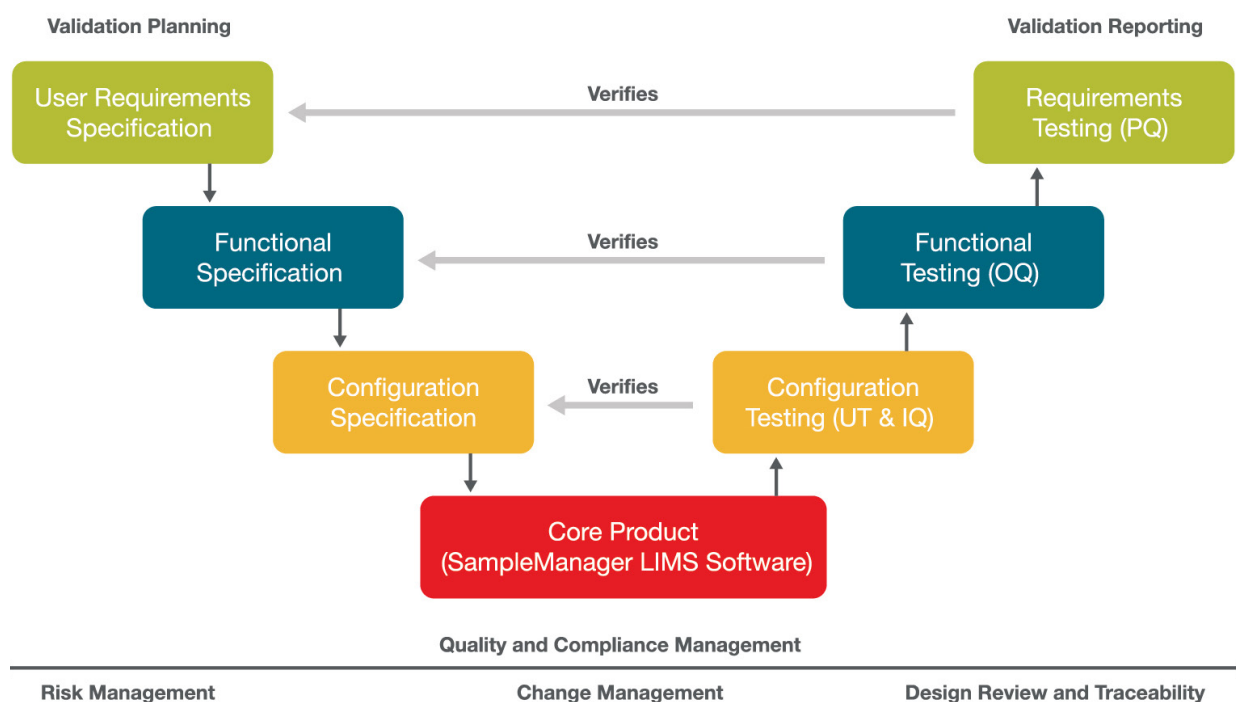 Validation Planning
Validation Reporting
User Requirements
Specification
Verifies
Requirements
Testing (PQ)
Functional
Specification
Verifies
Functional
Testing (OQ)
Configuration
Specification
Verifies
Configuration
Testing (UT & IQ)
Core Product
(SampleManager LIMS Software)
Quality and Compliance Management
Risk Management
Change Management
Design Review and Traceability